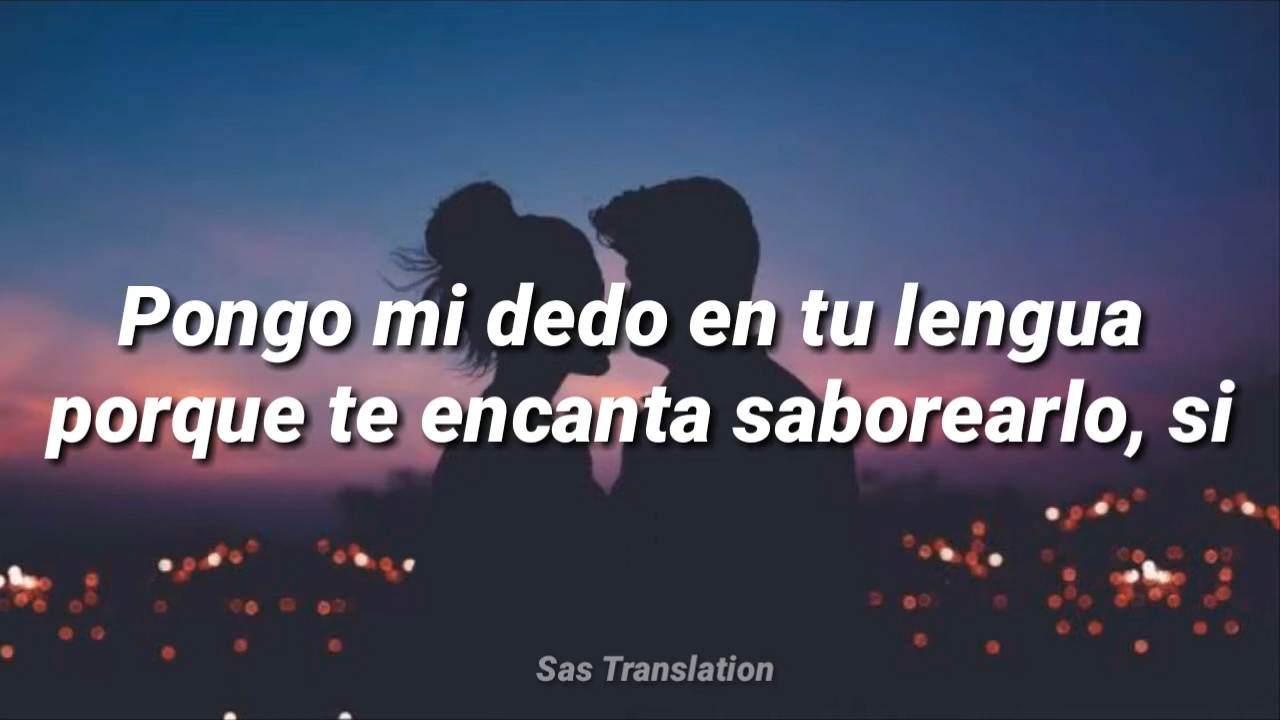 Pongo mi dedo en tu lengua
porque te encanta saborearlo, si
Sas Translation